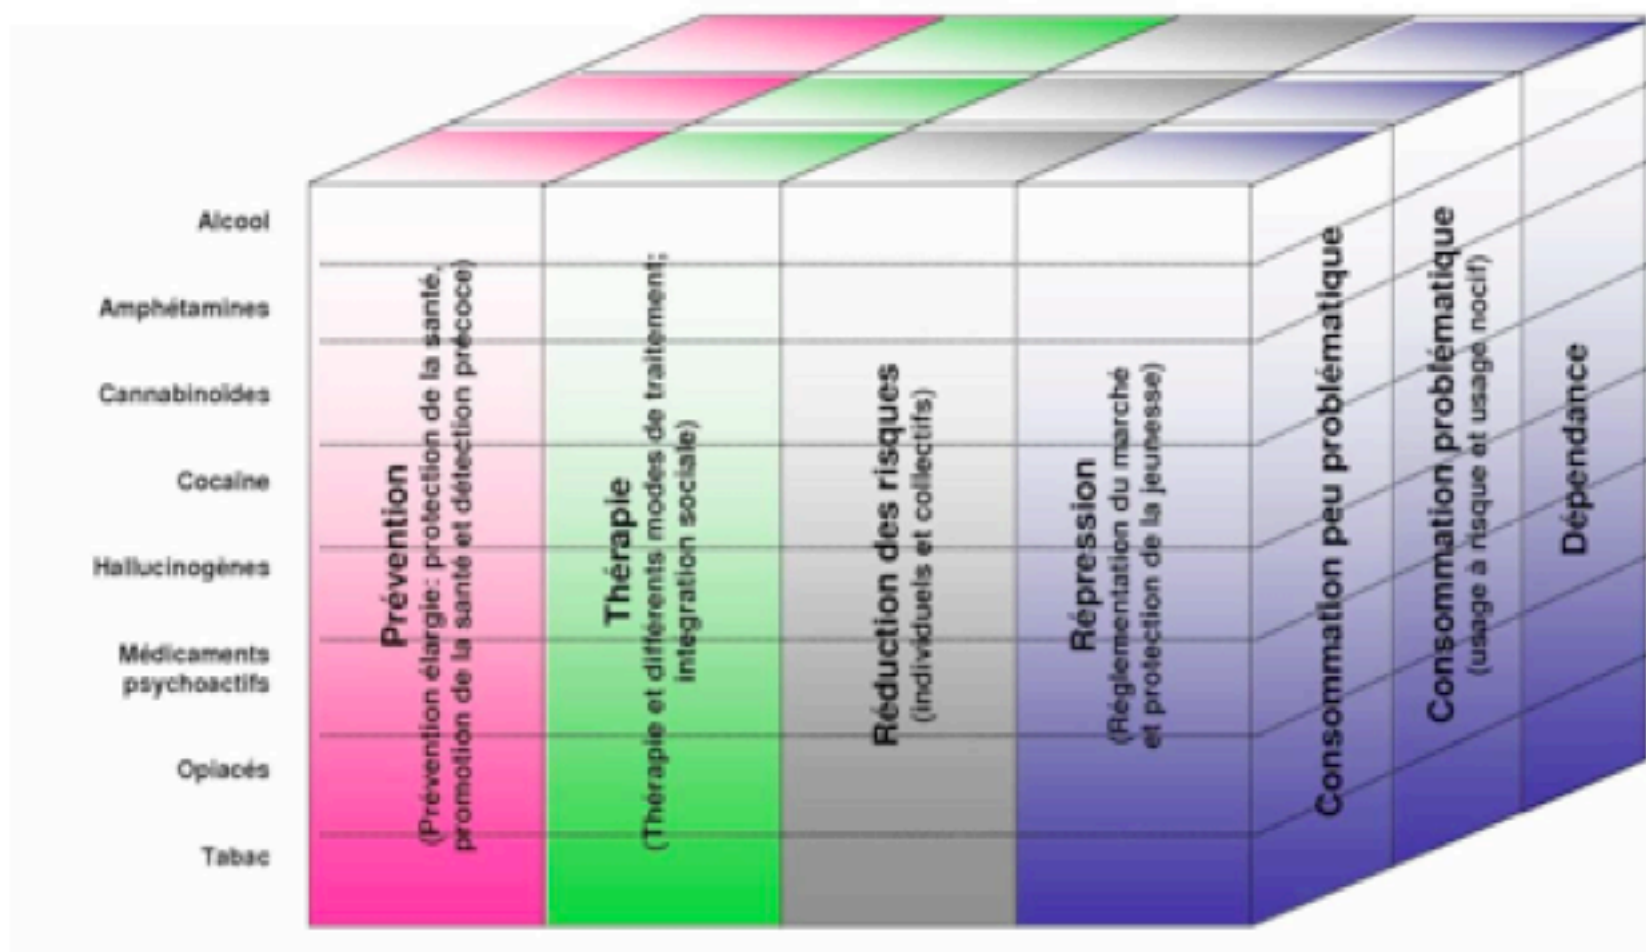 Alcool
Amphétamines
Cannabinoïdes
Cocaïne
Hallucinogènes
Médicaments
psychoactifs
Opiacés
Tabac
Prévention
(Prévention élargie: protection de la santé,
promotion de la santé et détection précoce)
Thérapie
(Thérapie et différents modes de traitement;
intégration sociale)
Réduction des risques
(individuels et collectifs)
Répression
(Réglementation du marché
et protection de la jeunesse)
Consommation peu problématique
Consommation problématique
(usage à risque et usage nocif)
Dépendance